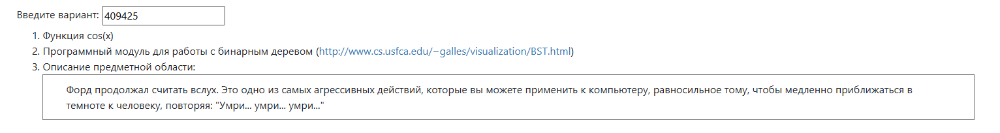 Введите вариант: 409425
1. Функция cos(x)
2. Программный модуль для работы с бинарным деревом (http://www.cs.usfca.edu/~galles/visualization/BST.html)
3. Описание предметной области:
Форд продолжал считать вслух. Это одно из самых агрессивных действий, которые вы можете применить к компьютеру, равносильное тому, чтобы медленно приближаться в
темноте к человеку, повторяя: "Умри... умри... умри..."